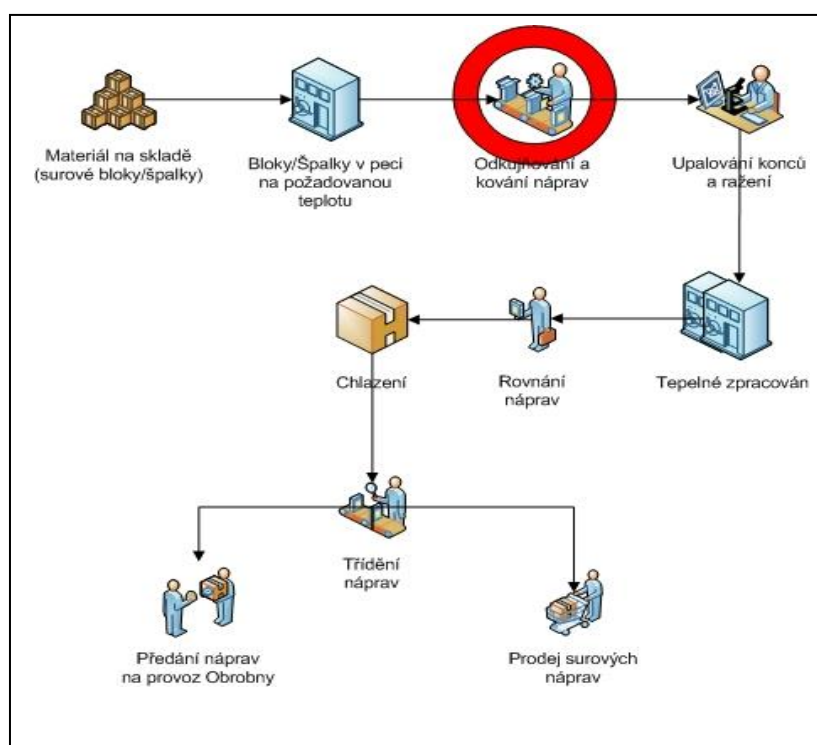 Materiál na skladě
(surové bloky/špalky)
Bloky/Špalky v peci
na požadovanou
teplotu
Odkujňování a
kování náprav
Upalování konců
a ražení
Tepelné zpracován
Rovnání
náprav
Chlazení
Třídění
náprav
Předání náprav
na provoz Obrobny
Prodej surových
náprav